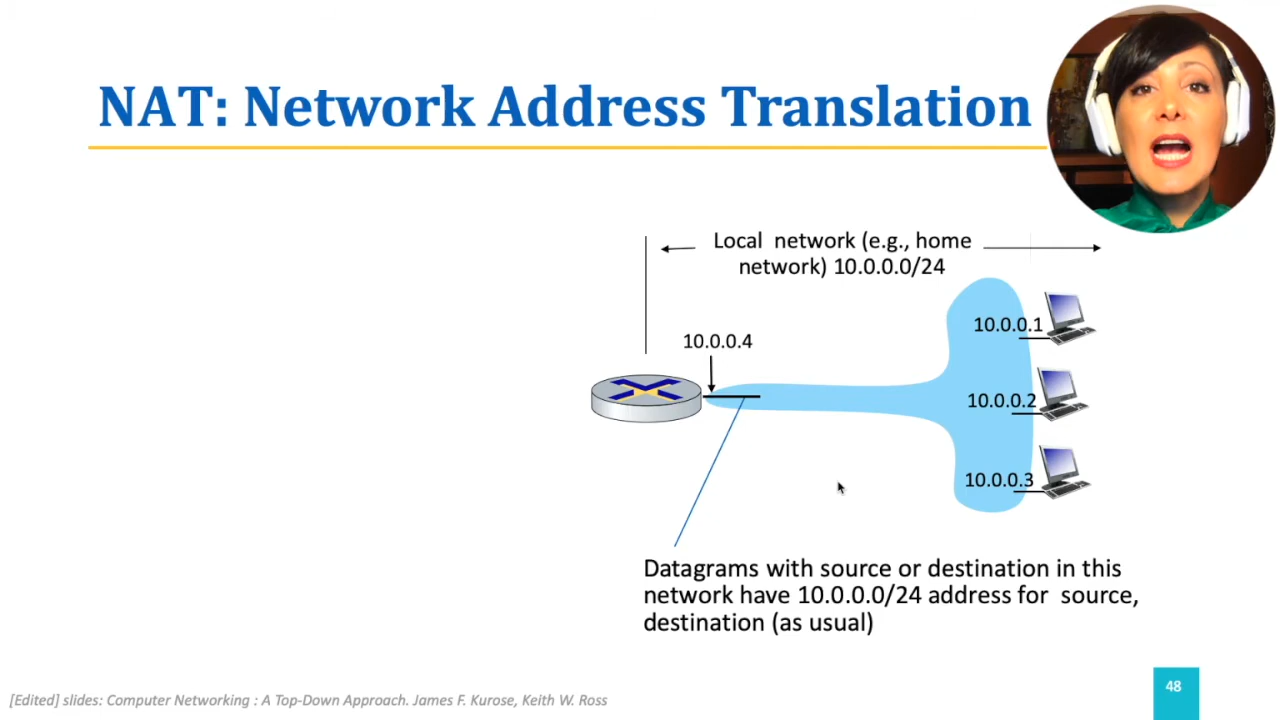 NAT: Network Address Translation
Local network (e.g., home
network) 10.0.0.0/24
10.0.0.1
10.0.0.4
10.0.0.2
10.0.0.3
Datagrams with source or destination in this
network have 10.0.0.0/24 address for source,
destination (as usual)
48
[Edited] slides: Computer Networking : A Top-Down Approach. James F. Kurose, Keith W. Ross